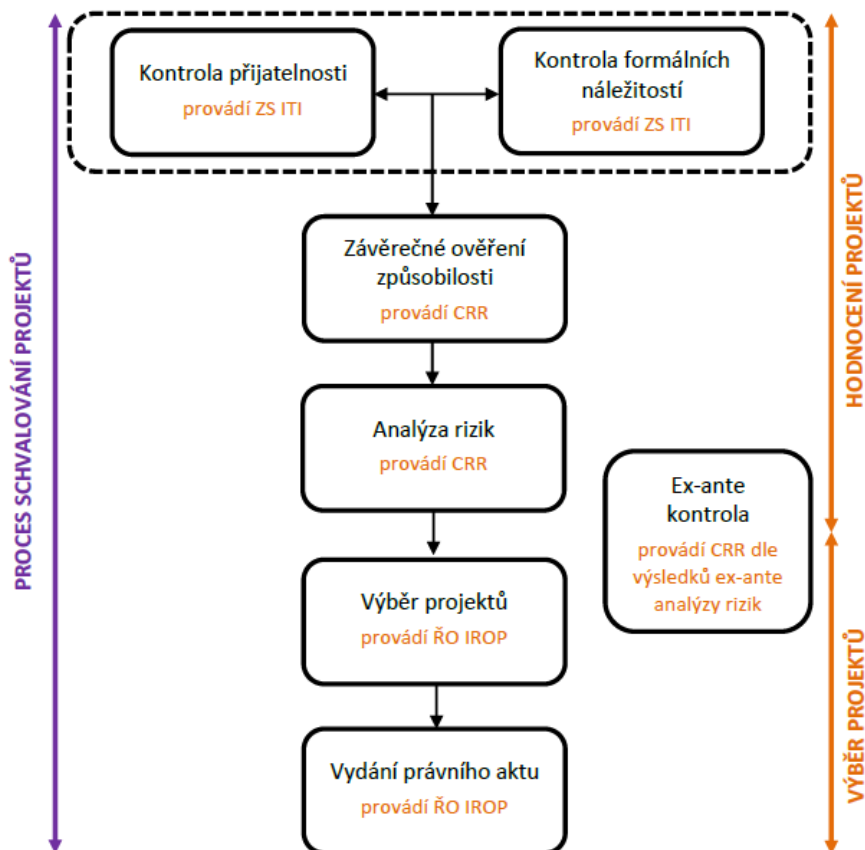 Kontrola přijatelnosti
provádí ZS ITI
Kontrola formálních
náležitostí
provádí ZS ITI
Závěrečné ověření
způsobilosti
provádí CRR
Analýza rizik
provádí CRR
Ex-ante
kontrola
provádí CRR dle
výsledků ex-ante
analýzy rizik
Výběr projektů
provádí ŘO IROP
Vydání právního aktu
provádí ŘO IROP
PROCES SCHVALOVÁNÍ PROJEKTŮ
HODNOCENÍ PROJEKTŮ
VÝBĚR PROJEKTŮ